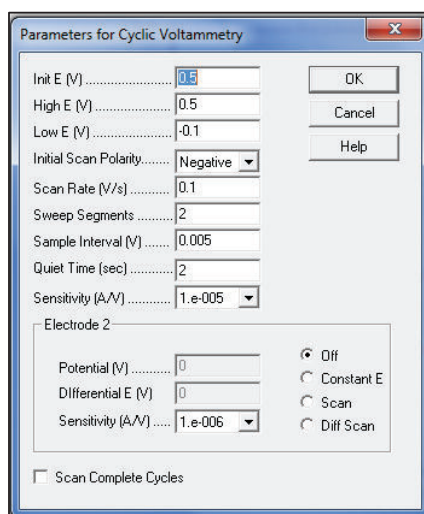 Parameters for Cyclic Voltammetry
Init E (V) ...................... 0.5
OK
High E (V) ..................... 0.5
Cancel
Low E (V) ..................... -0.1
Help
Initial Scan Polarity....... Negative
Scan Rate (V/s) ........... 0.1
Sweep Segments ......... 2
Sample Interval (V) ...... 0.005
Quiet Time (sec) .......... 2
Sensitivity (A/V) ........... 1.e-005
Electrode 2
Off
Potential (V) ........... 0
Constant E
DIfferential E (V) 0
Scan
Sensitivity (A/V) ..... 1.e-006
Diff Scan
Scan Complete Cycles